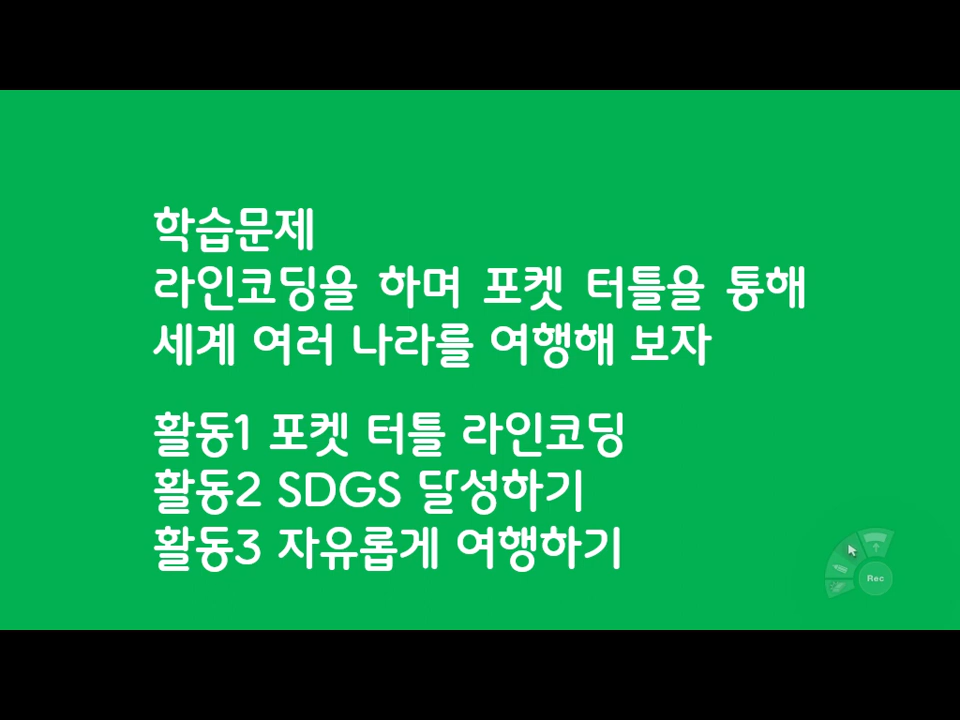 학습문제
라인코딩을 하며 포켓 터틀을 통해
세계 여러 나라를 여행해 보자
활동1 포켓 터틀 라인코딩
활동2 SDGS 달성하기
활동3 자유롭게 여행하기
Rec